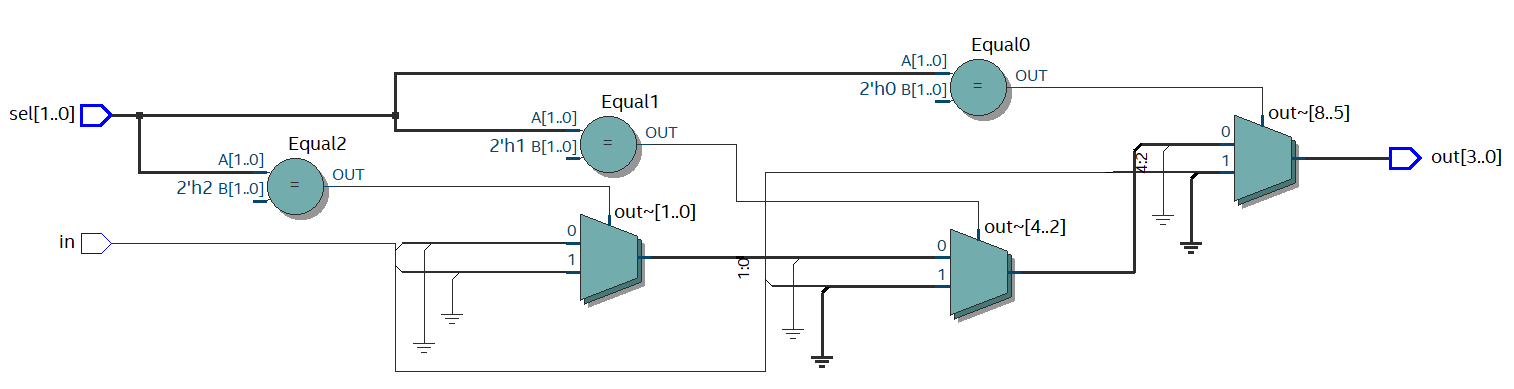 Equal0
A[1..0]
OUT
2'h0 B[1..0]
Equal1
out~[8..5]
sel[1..0]
A[1..0]
OUT
0
2'h1 B[1..0]
Equal2
4:2
1
out[3..0]
A[1..0]
OUT
2'h2 B[1..0]
out~[1..0]
out~[4..2]
in
0
0
1
1:0
1